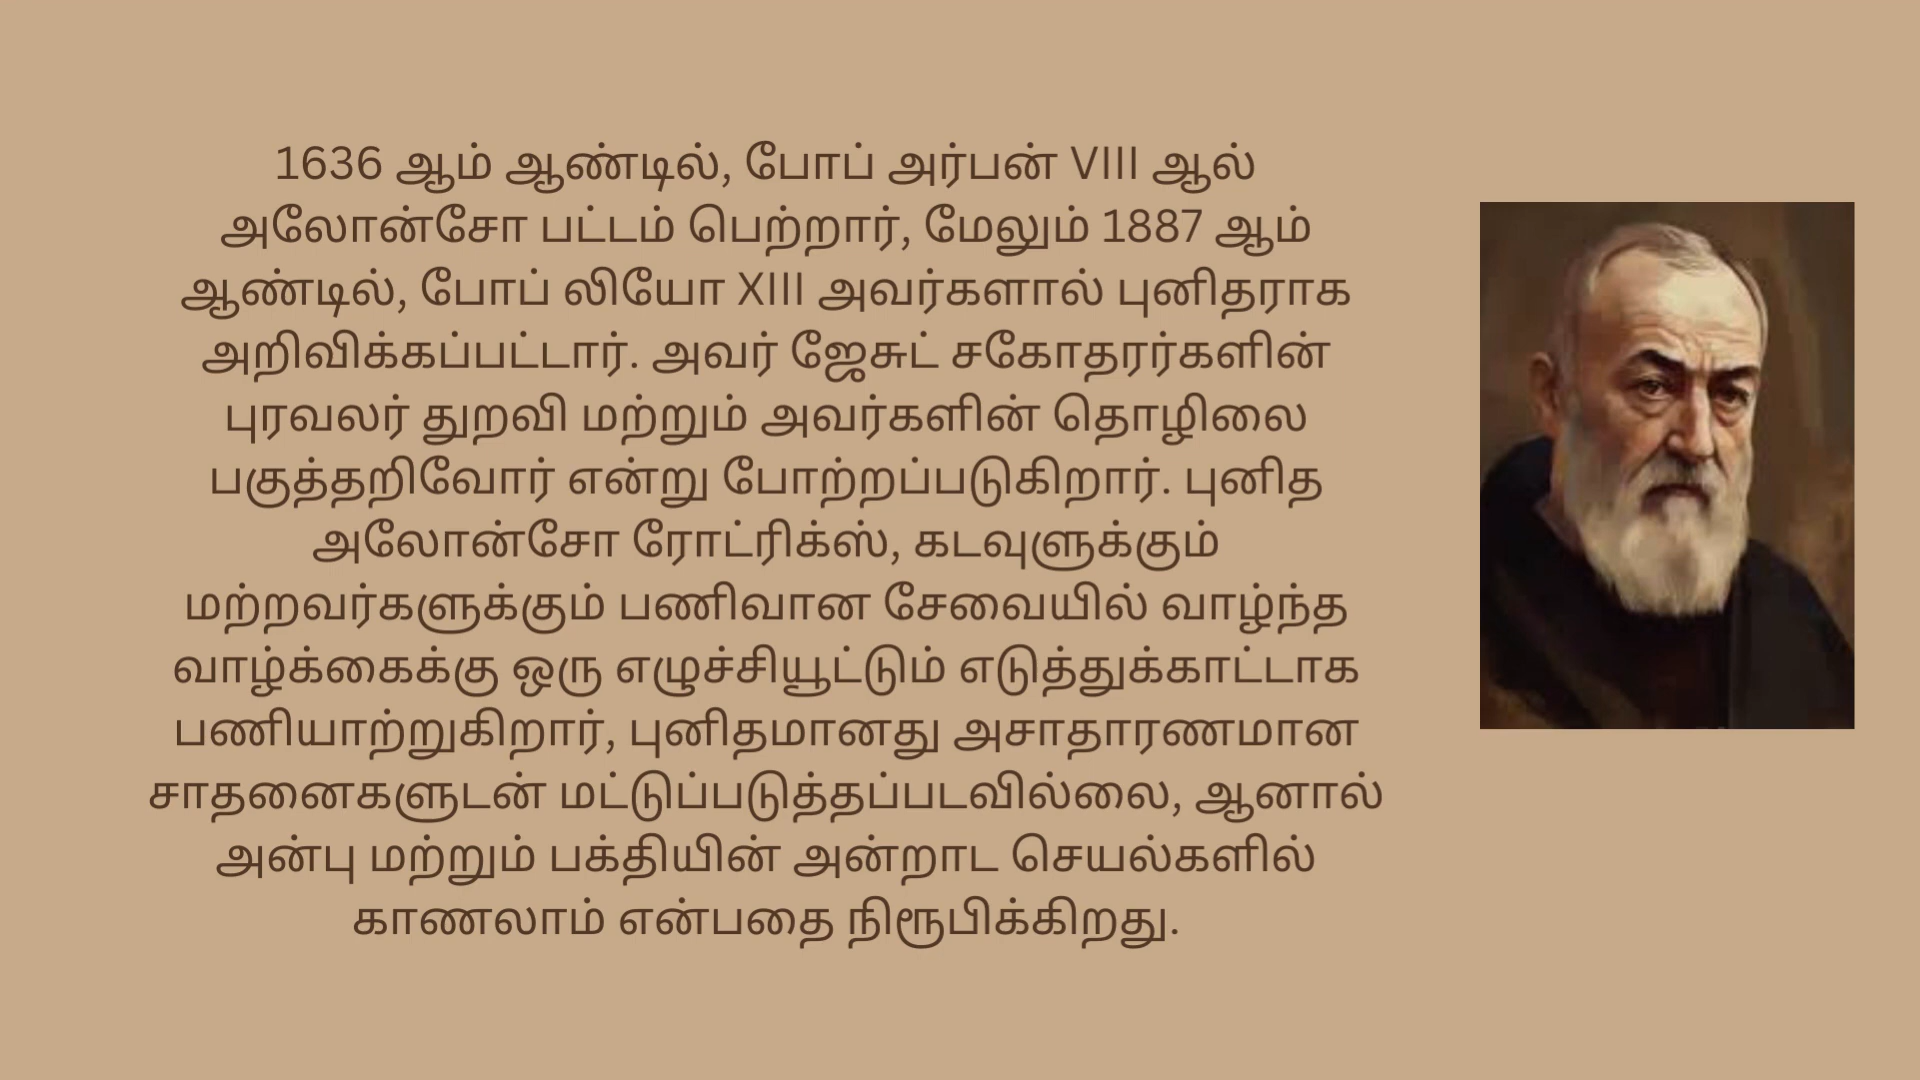 1636 ஆம் ஆண்டில், போப் அர்பன் VIII ஆல்
அலோன்சோ பட்டம் பெற்றார், மேலும் 1887 ஆம்
ஆண்டில், போப் லியோ XIII அவர்களால் புனிதராக
அறிவிக்கப்பட்டார். அவர் ஜேசுட் சகோதரர்களின்
புரவலர் துறவி மற்றும் அவர்களின் தொழிலை
பகுத்தறிவோர் என்று போற்றப்படுகிறார். புனித
அலோன்சோ ரோட்ரிக்ஸ், கடவுளுக்கும்
மற்றவர்களுக்கும் பணிவான சேவையில் வாழ்ந்த
வாழ்க்கைக்கு ஒரு எழுச்சியூட்டும் எடுத்துக்காட்டாக
பணியாற்றுகிறார், புனிதமானது அசாதாரணமான
சாதனைகளுடன் மட்டுப்படுத்தப்படவில்லை, ஆனால்
அன்பு மற்றும் பக்தியின் அன்றாட செயல்களில்
காணலாம் என்பதை நிரூபிக்கிறது.